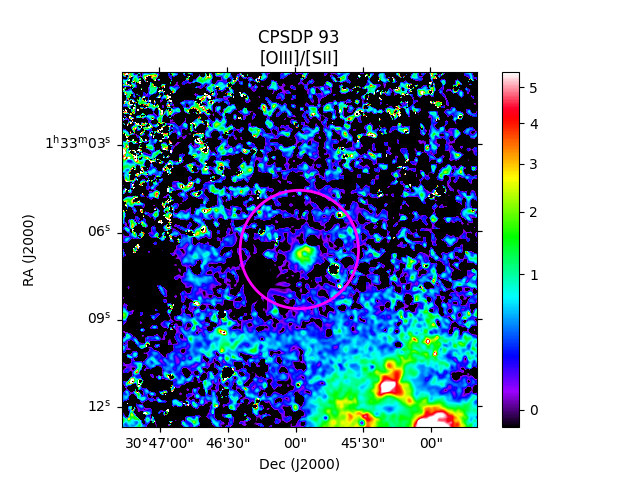 CPSDP 93
[OIII]/[SII]
RA (J2000)
1ʰ33ᵐ03ˢ
06ˢ
09ˢ
12ˢ
30°47'00" 46'30" 00" 45'30" 00"
Dec (J2000)
5
4
3
2
1
0